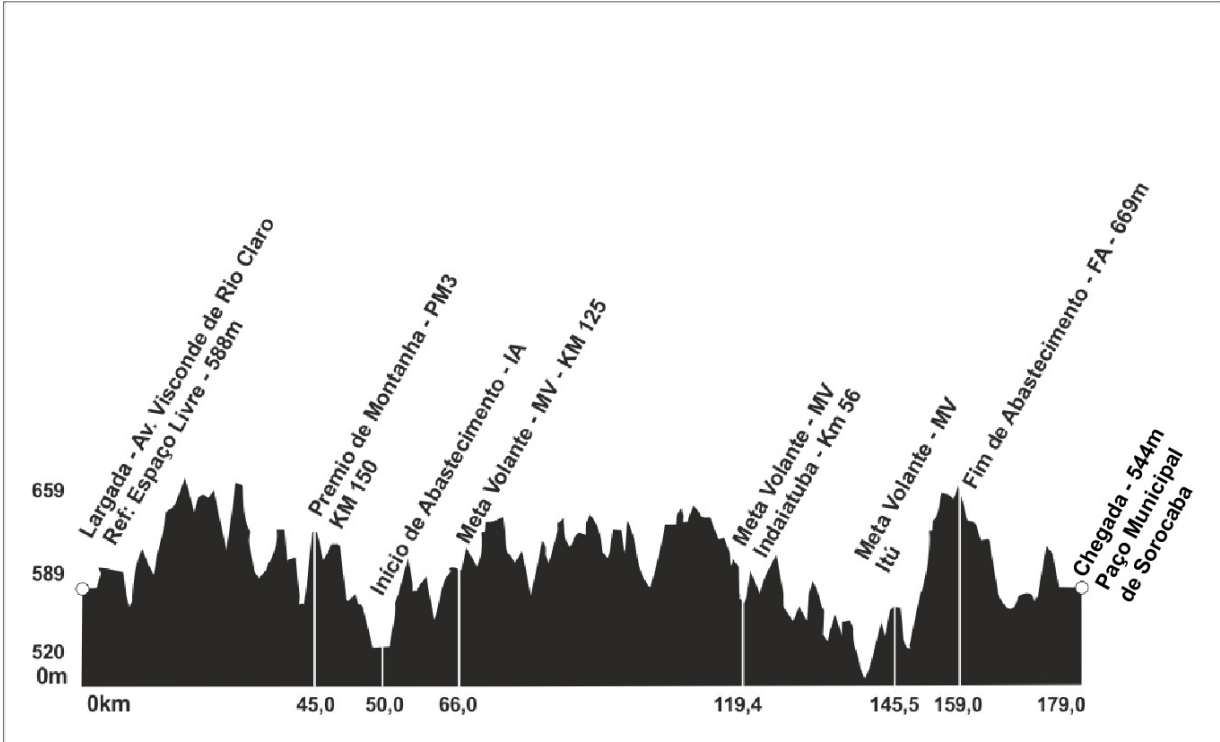 Largada - Av. Visconde de Rio Claro
Ref: Espaço Livre - 588m
Premio de Montanha - PM3
KM 150
Inicio de Abastecimento - IA
Meta Volante - MV - KM 125
Meta Volante - MV
Indaiatuba - Km 56
Meta Volante - MV
Itú
Fim de Abastecimento - FA - 669m
Chegada - 544m
Paço Municipal
de Sorocaba
659
589
520
0m
0km
45,0
50,0
66,0
119,4
145,5
159,0
179,0